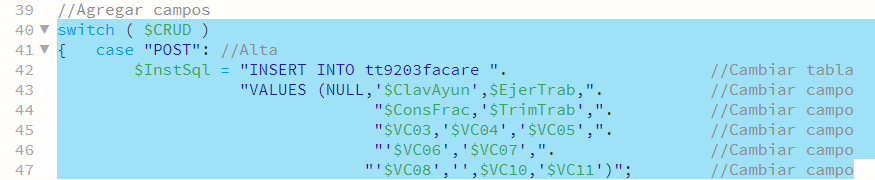 39 //Agregar campos
40 switch ( $CRUD )
41 { case "POST": //Alta
42 $InstSql = "INSERT INTO tt9203facare ". //Cambiar tabla
43 "VALUES (NULL,'$ClavAyun',$EjerTrab,". //Cambiar campo
44 "$ConsFrac,'$TrimTrab',". //Cambiar campo
45 "$VC03,'$VC04','$VC05',". //Cambiar campo
46 "'$VC06','$VC07',". //Cambiar campo
47 "'$VC08','',$VC10,'$VC11')"; //Cambiar campo